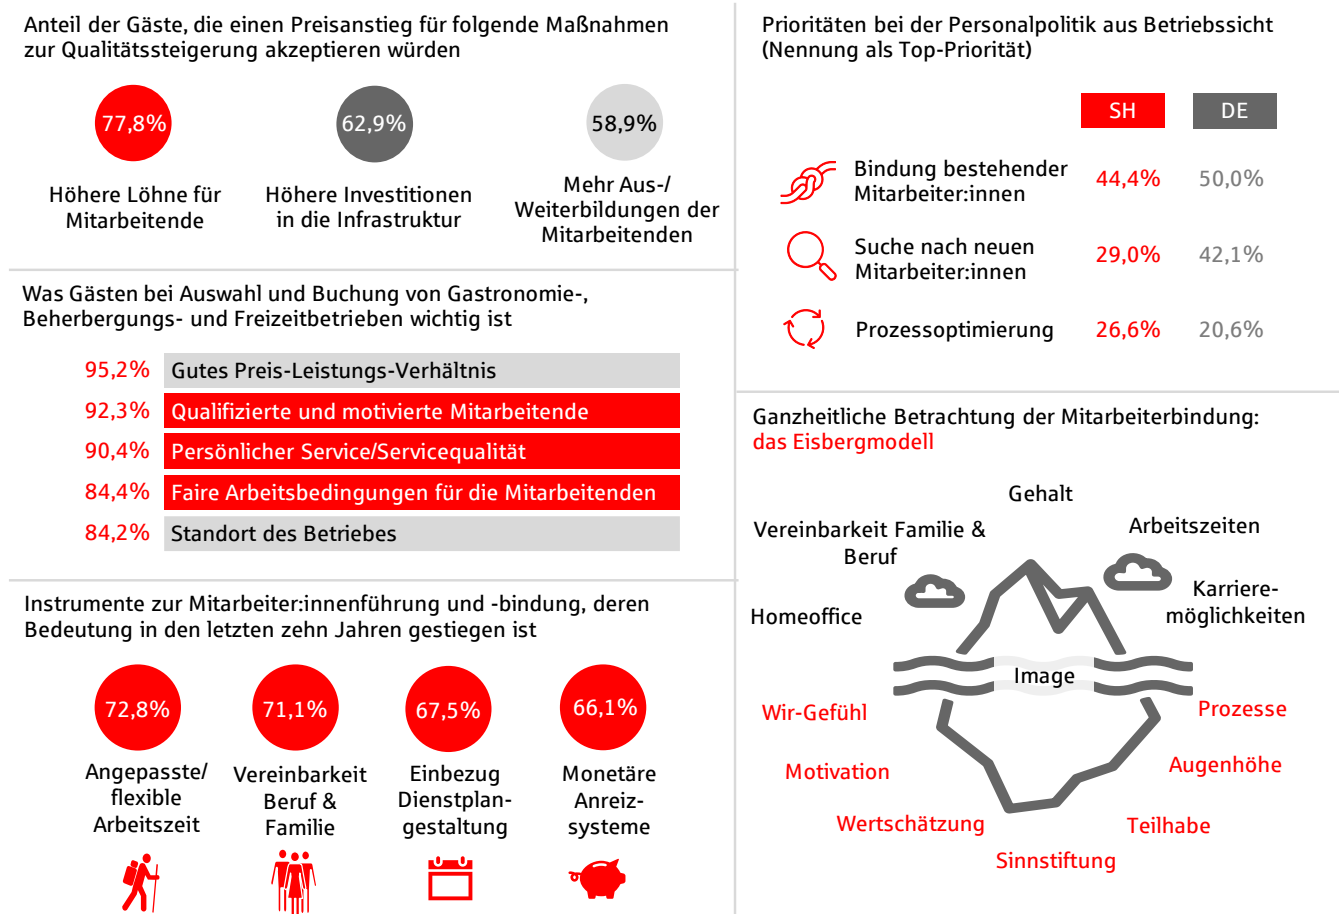 Anteil der Gäste, die einen Preisanstieg für folgende Maßnahmen
zur Qualitätssteigerung akzeptieren würden
77,8%
62,9%
58,9%
Höhere Löhne für
Mitarbeitende
Höhere Investitionen
in die Infrastruktur
Mehr Aus-/
Weiterbildungen der
Mitarbeitenden
Was Gästen bei Auswahl und Buchung von Gastronomie-,
Beherbergungs- und Freizeitbetrieben wichtig ist
95,2% Gutes Preis-Leistungs-Verhältnis
92,3% Qualifizierte und motivierte Mitarbeitende
90,4% Persönlicher Service/Servicequalität
84,4% Faire Arbeitsbedingungen für die Mitarbeitenden
84,2% Standort des Betriebes
Instrumente zur Mitarbeiter:innenführung und -bindung, deren
Bedeutung in den letzten zehn Jahren gestiegen ist
72,8%
71,1%
67,5%
66,1%
Angepasste/
flexible
Arbeitszeit
Vereinbarkeit
Beruf &
Familie
Einbezug
Dienstplan-
gestaltung
Monetäre
Anreiz-
systeme
Prioritäten bei der Personalpolitik aus Betriebssicht
(Nennung als Top-Priorität)
SH DE
Bindung bestehender
Mitarbeiter:innen
44,4% 50,0%
Suche nach neuen
Mitarbeiter:innen
29,0% 42,1%
Prozessoptimierung 26,6% 20,6%
Ganzheitliche Betrachtung der Mitarbeiterbindung:
das Eisbergmodell
Gehalt
Vereinbarkeit Familie &
Beruf
Arbeitszeiten
Homeoffice
Karriere-
möglichkeiten
Image
Wir-Gefühl
Prozesse
Motivation
Augenhöhe
Wertschätzung
Teilhabe
Sinnstiftung